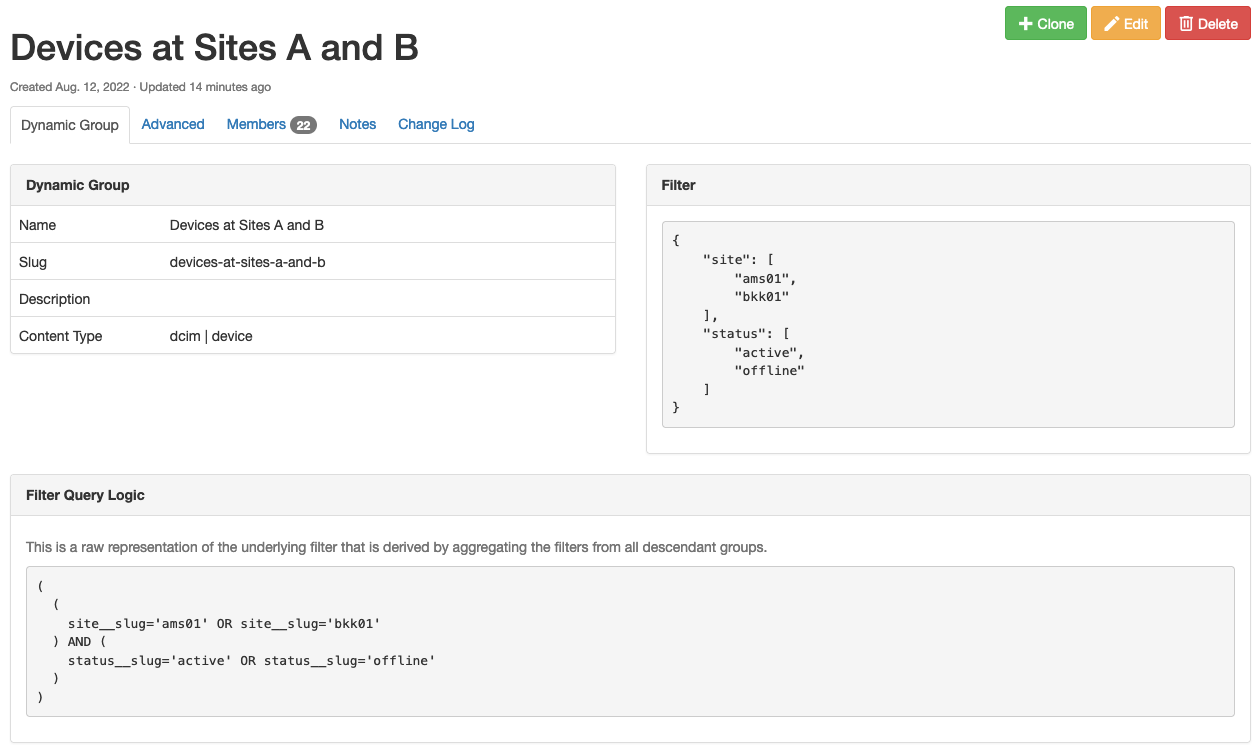 Clone Edit Delete
Devices at Sites A and B
Created Aug. 12, 2022 · Updated 14 minutes ago
Dynamic Group Advanced Members 22 Notes Change Log
Dynamic Group
Name Devices at Sites A and B
Slug devices-at-sites-a-and-b
Description
Content Type dcim | device
Filter
{
    "site": [
        "ams01",
        "bkk01"
    ],
    "status": [
        "active",
        "offline"
    ]
}
Filter Query Logic
This is a raw representation of the underlying filter that is derived by aggregating the filters from all descendant groups.
(
  (
    site__slug='ams01' OR site__slug='bkk01'
  ) AND (
    status__slug='active' OR status__slug='offline'
  )
)